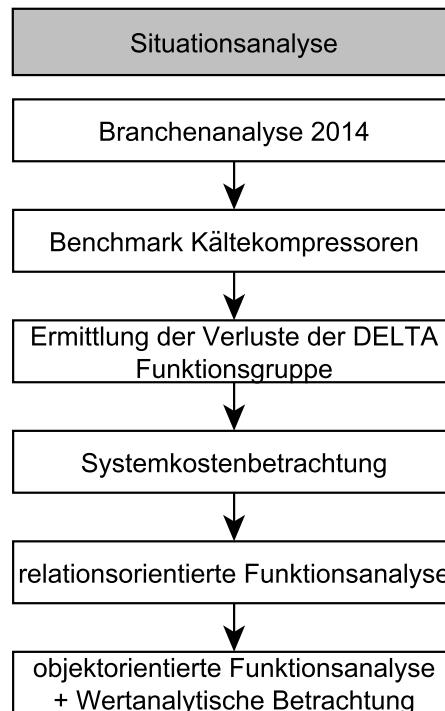 Situationsanalyse
Branchenanalyse 2014
Benchmark Kältekompressoren
Ermittlung der Verluste der DELTA
Funktionsgruppe
Systemkostenbetrachtung
relationsorientierte Funktionsanalyse
objektorientierte Funktionsanalyse
+ Wertanalytische Betrachtung